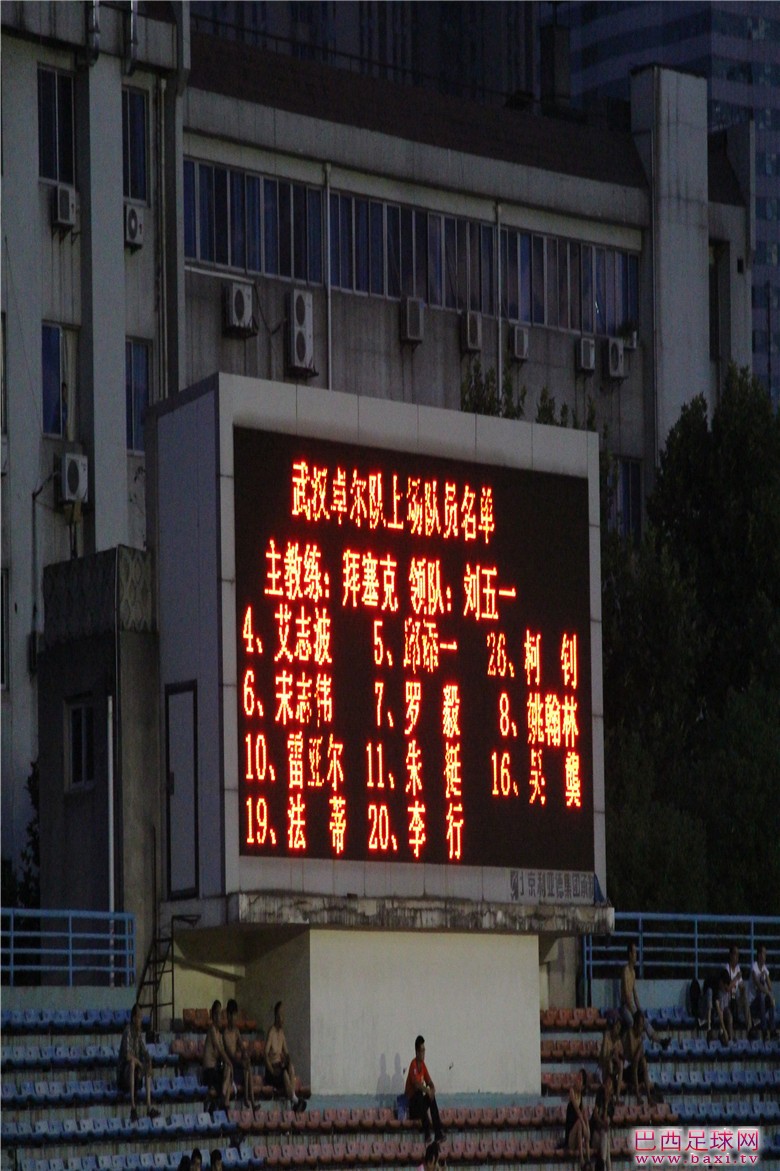 武汉卓尔队上场队员名单
主教练：拜塞克 领队：刘五一
4、艾志波 5、邱添一 26、柯 钊
6、宋志伟 7、罗 毅 8、姚翰林
10、雷亚尔 11、朱 挺 16、吴 䶮
19、法 蒂 20、李 行
巴西足球网
www.baxi.tv